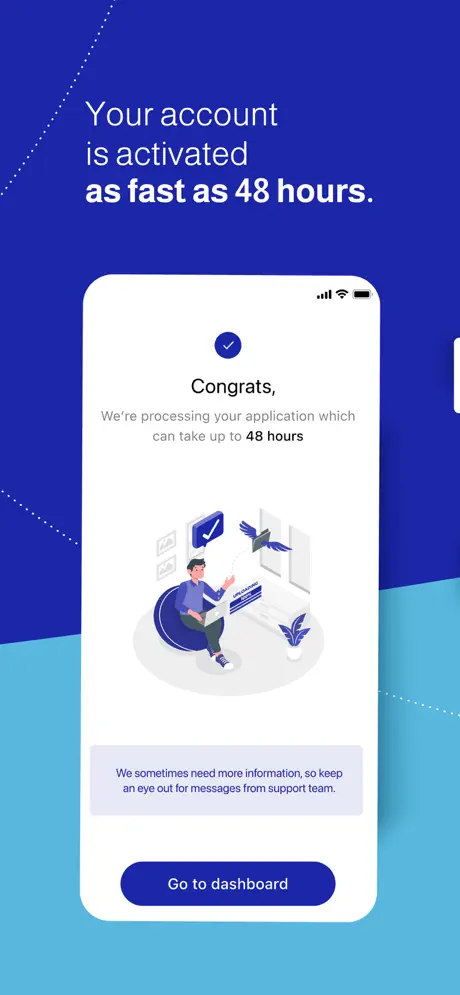 Your account
is activated
as fast as 48 hours.
Congrats,
We're processing your application which
can take up to 48 hours
UPLOADING
We sometimes need more information, so keep
an eye out for messages from support team.
Go to dashboard